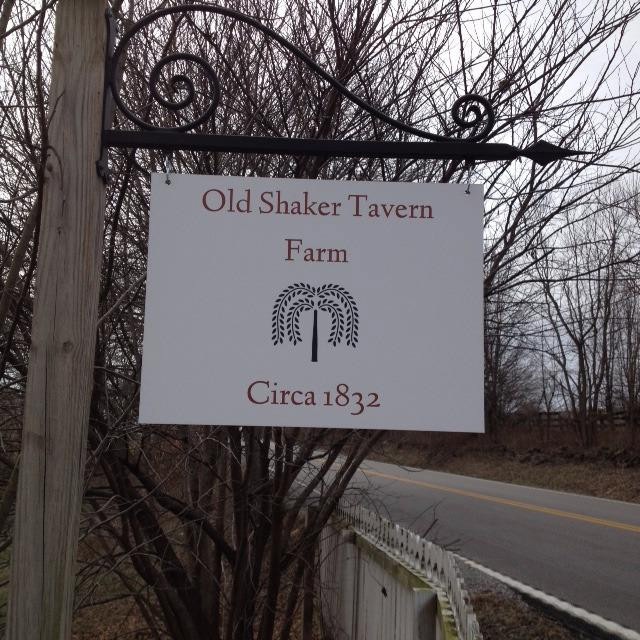 Old Shaker Tavern
Farm
Circa 1832